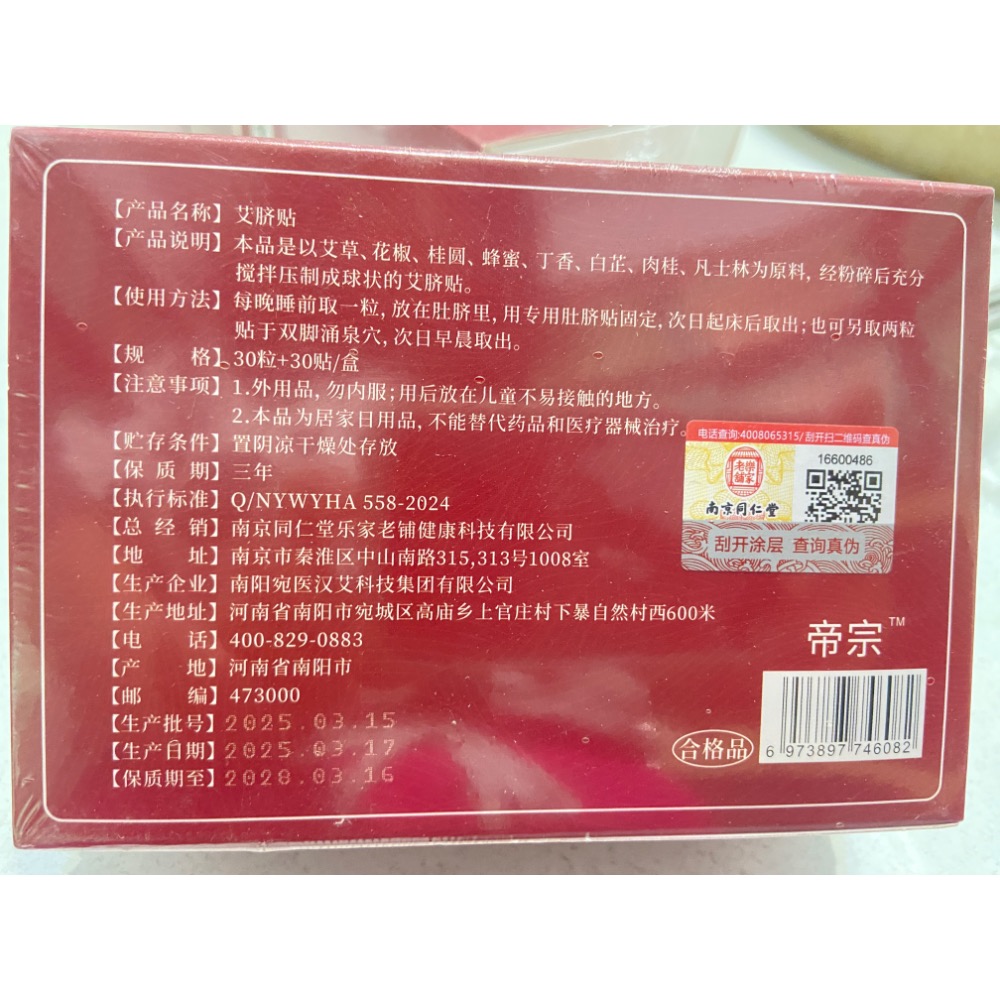 【产品名称】艾脐贴
【产品说明】本品是以艾草、花椒、桂圆、蜂蜜、丁香、白芷、肉桂、凡士林为原料, 经粉碎后充分
搅拌压制成球状的艾脐贴。
【使用方法】每晚睡前取一粒, 放在肚脐里, 用专用肚脐贴固定, 次日起床后取出; 也可另取两粒
贴于双脚涌泉穴, 次日早晨取出。
【规 格】30粒+30贴/盒
【注意事项】1.外用品, 勿内服; 用后放在儿童不易接触的地方。
2.本品为居家日用品, 不能替代药品和医疗器械治疗。
【贮存条件】置阴凉干燥处存放
【保 质 期】三年
【执行标准】Q/NYWYHA 558-2024
【总 经 销】南京同仁堂乐家老铺健康科技有限公司
【地 址】南京市秦淮区中山南路315,313号1008室
【生产企业】南阳宛医汉艾科技集团有限公司
【生产地址】河南省南阳市宛城区高庙乡上官庄村下暴自然村西600米
【电 话】400-829-0883
【产 地】河南省南阳市
【邮 编】473000
【生产批号】2025.03.15
【生产日期】2025.03.17
【保质期至】2028.03.16
电话查询:4008065315/刮开扫二维码查真伪
16600486
老樂
舖家
南京同仁堂
刮开涂层 查询真伪
帝宗™
合格品
6 973897 746082